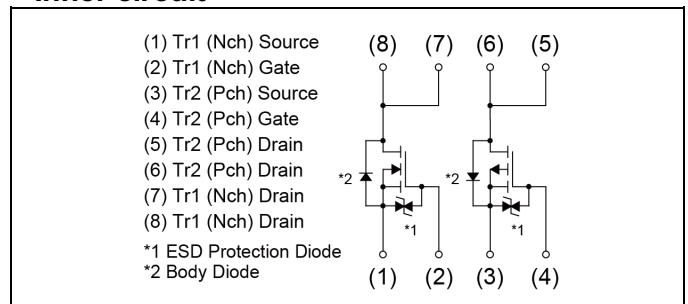 (1) Tr1 (Nch) Source
(2) Tr1 (Nch) Gate
(3) Tr2 (Pch) Source
(4) Tr2 (Pch) Gate
(5) Tr2 (Pch) Drain
(6) Tr2 (Pch) Drain
(7) Tr1 (Nch) Drain
(8) Tr1 (Nch) Drain
*1 ESD Protection Diode
*2 Body Diode
(8) (7) (6) (5)
*2 *2
*1 *1
(1) (2) (3) (4)